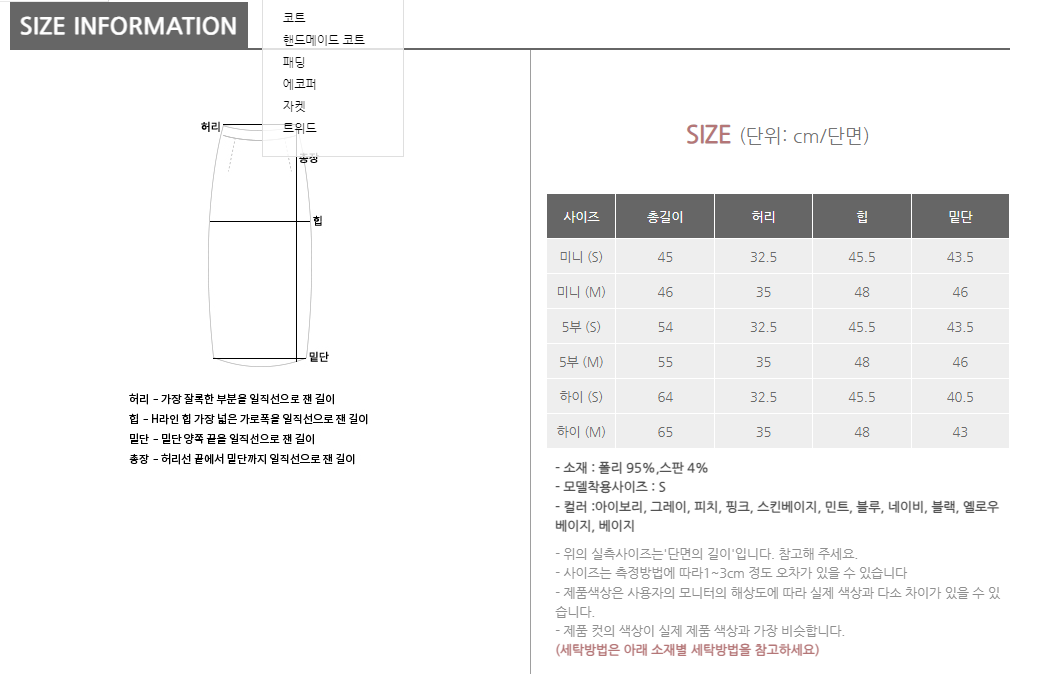 SIZE INFORMATION
코트
핸드메이드 코트
패딩
에코퍼
자켓
트위드
허리
총장
힙
밑단
허리 - 가장 잘록한 부분을 일직선으로 잰 길이
힙 - H라인 힙 가장 넓은 가로폭을 일직선으로 잰 길이
밑단 - 밑단 양쪽 끝을 일직선으로 잰 길이
총장 - 허리선 끝에서 밑단까지 일직선으로 잰 길이
SIZE (단위: cm/단면)
사이즈 총길이 허리 힙 밑단
미니 (S) 45 32.5 45.5 43.5
미니 (M) 46 35 48 46
5부 (S) 54 32.5 45.5 43.5
5부 (M) 55 35 48 46
하이 (S) 64 32.5 45.5 40.5
하이 (M) 65 35 48 43
- 소재 : 폴리 95%,스판 4%
- 모델착용사이즈 : S
- 컬러 :아이보리, 그레이, 피치, 핑크, 스킨베이지, 민트, 블루, 네이비, 블랙, 옐로우
베이지, 베이지
- 위의 실측사이즈는'단면의 길이'입니다. 참고해 주세요.
- 사이즈는 측정방법에 따라1~3cm 정도 오차가 있을 수 있습니다
- 제품색상은 사용자의 모니터의 해상도에 따라 실제 색상과 다소 차이가 있을 수 있
습니다.
- 제품 컷의 색상이 실제 제품 색상과 가장 비슷합니다.
(세탁방법은 아래 소재별 세탁방법을 참고하세요)